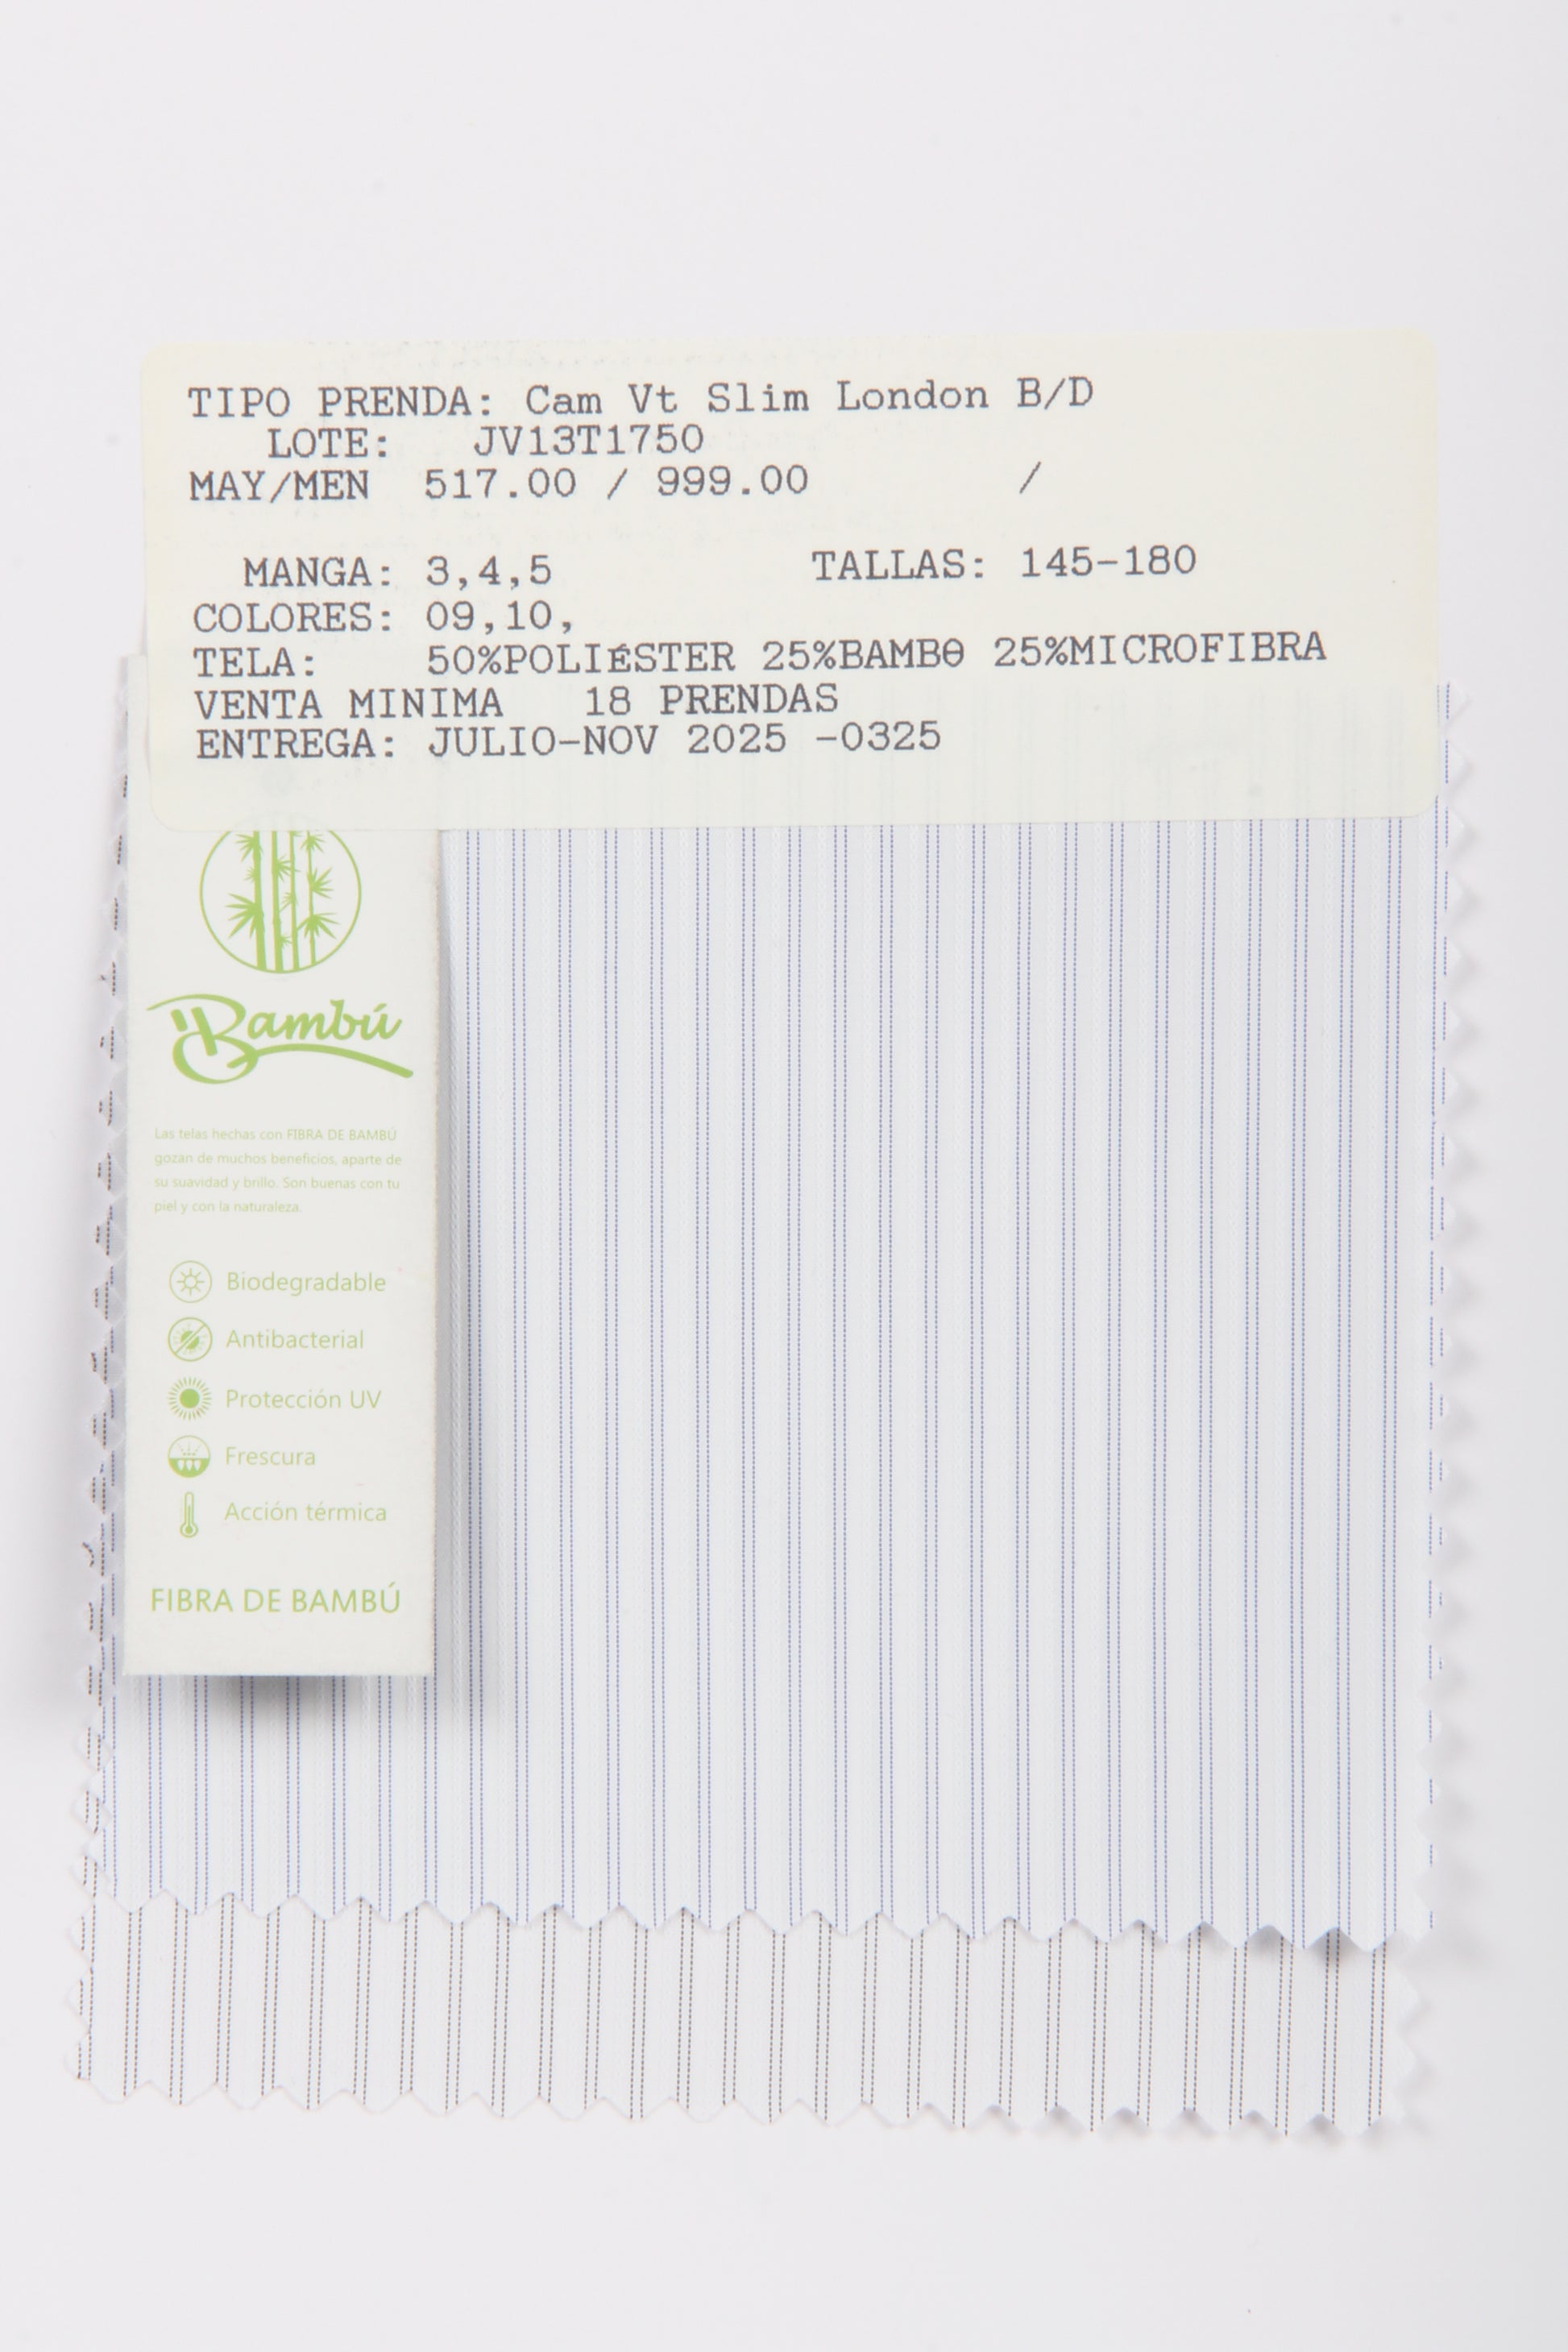 TIPO PRENDA: Cam Vt Slim London B/D
LOTE: JV13T1750
MAY/MEN 517.00 / 999.00 /
MANGA: 3,4,5 TALLAS: 145-180
COLORES: 09,10,
TELA: 50%POLIÉSTER 25%BAMBΘ 25%MICROFIBRA
VENTA MINIMA 18 PRENDAS
ENTREGA: JULIO-NOV 2025 -0325
Bambú
Las telas hechas con FIBRA DE BAMBÚ
gozan de muchos beneficios, aparte de
su suavidad y brillo. Son buenas con tu
piel y con la naturaleza.
Biodegradable
Antibacterial
Protección UV
Frescura
Acción térmica
FIBRA DE BAMBÚ